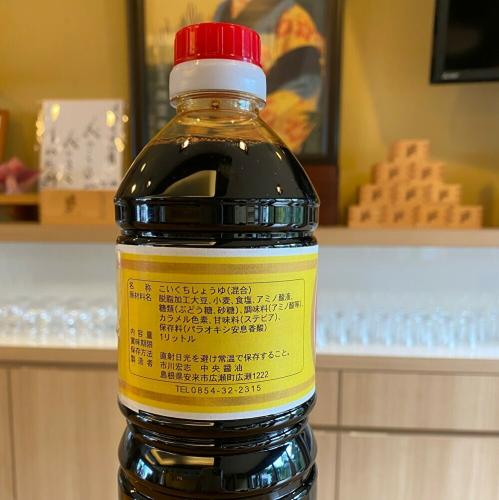 名　　称　こいくちしょうゆ(混合)
原材料名　脱脂加工大豆、小麦、食塩、アミノ酸液、
糖類(ぶどう糖、砂糖)、調味料(アミノ酸等)、
カラメル色素、甘味料(ステビア)、
保存料(パラオキシ安息香酸)
内 容 量　1リットル
賞味期限
保存方法　直射日光を避け常温で保存すること。
製 造 者　市川宏志　中 央 醤 油
島根県安来市広瀬町広瀬1222
TEL0854-32-2315